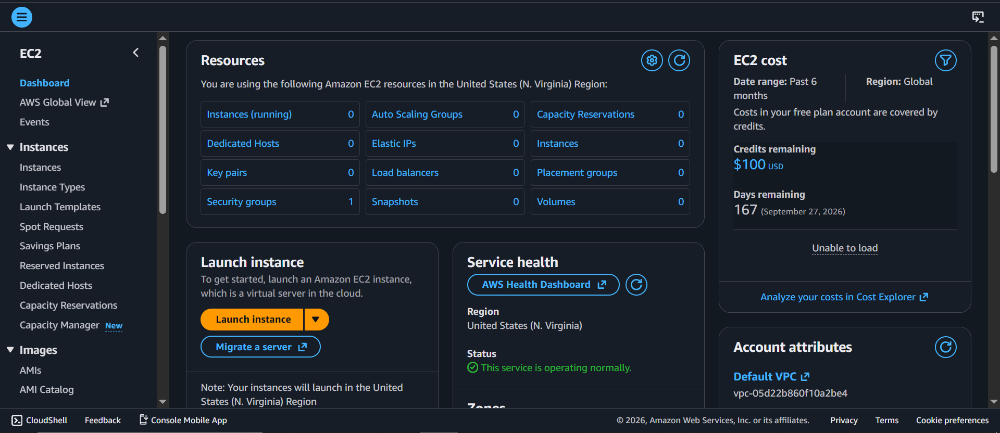 EC2
Dashboard
AWS Global View
Events
Instances
Instances
Instance Types
Launch Templates
Spot Requests
Savings Plans
Reserved Instances
Dedicated Hosts
Capacity Reservations
Capacity Manager New
Images
AMIs
AMI Catalog
Resources
You are using the following Amazon EC2 resources in the United States (N. Virginia) Region:
Instances (running) 0
Auto Scaling Groups 0
Capacity Reservations 0
Dedicated Hosts 0
Elastic IPs 0
Instances 0
Key pairs 0
Load balancers 0
Placement groups 0
Security groups 1
Snapshots 0
Volumes 0
Launch instance
To get started, launch an Amazon EC2 instance,
which is a virtual server in the cloud.
Launch instance
Migrate a server
Note: Your instances will launch in the United
States (N. Virginia) Region
Service health
AWS Health Dashboard
Region
United States (N. Virginia)
Status
This service is operating normally.
Zones
EC2 cost
Date range: Past 6
months
Region: Global
Costs in your free plan account are covered by
credits.
Credits remaining
$100 USD
Days remaining
167 (September 27, 2026)
Unable to load
Analyze your costs in Cost Explorer
Account attributes
Default VPC
vpc-05d22b860f10a2be4
CloudShell
Feedback
Console Mobile App
© 2026, Amazon Web Services, Inc. or its affiliates.
Privacy
Terms
Cookie preferences